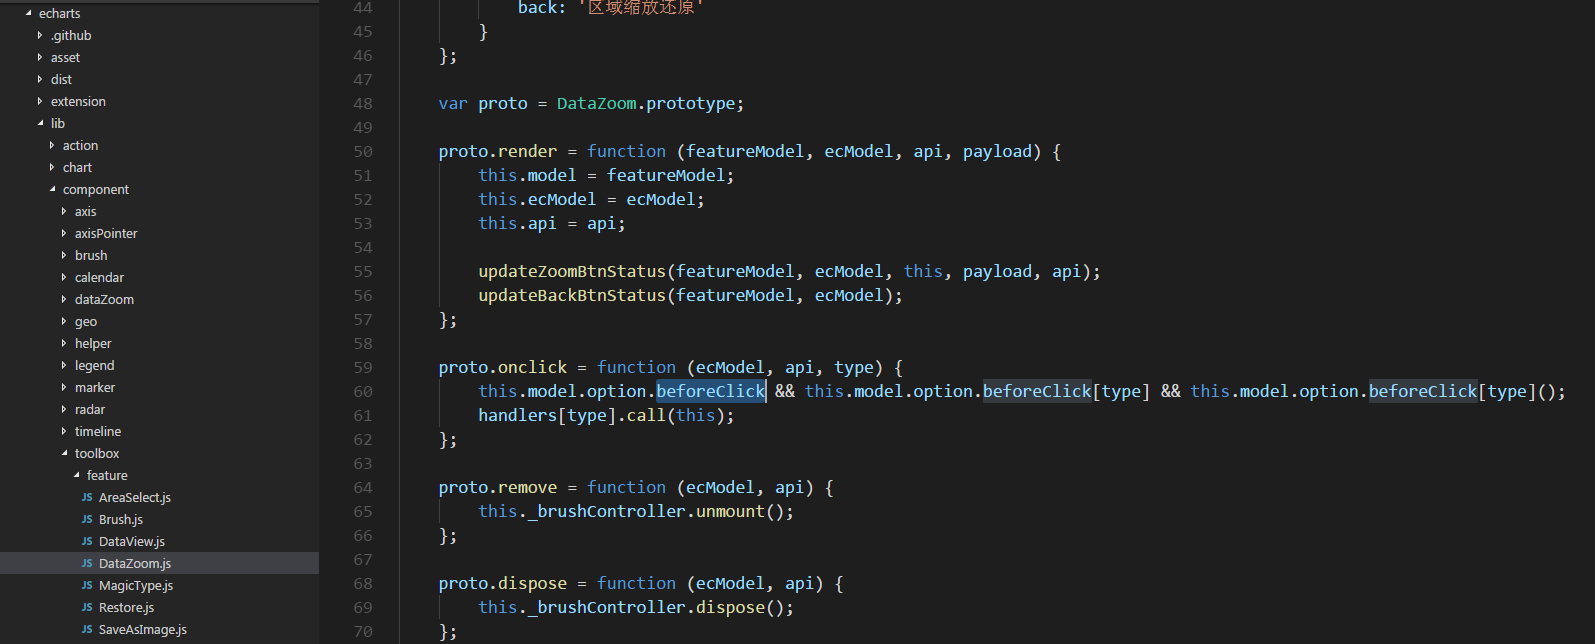 echarts
.github
asset
dist
extension
lib
action
chart
component
axis
axisPointer
brush
calendar
dataZoom
geo
helper
legend
marker
radar
timeline
toolbox
feature
JS AreaSelect.js
JS Brush.js
JS DataView.js
JS DataZoom.js
JS MagicType.js
JS Restore.js
JS SaveAsImage.js
44 back: '区域缩放还原'
45 }
46 };
47
48 var proto = DataZoom.prototype;
49
50 proto.render = function (featureModel, ecModel, api, payload) {
51 this.model = featureModel;
52 this.ecModel = ecModel;
53 this.api = api;
54
55 updateZoomBtnStatus(featureModel, ecModel, this, payload, api);
56 updateBackBtnStatus(featureModel, ecModel);
57 };
58
59 proto.onclick = function (ecModel, api, type) {
60 this.model.option.beforeClick && this.model.option.beforeClick[type] && this.model.option.beforeClick[type]();
61 handlers[type].call(this);
62 };
63
64 proto.remove = function (ecModel, api) {
65 this._brushController.unmount();
66 };
67
68 proto.dispose = function (ecModel, api) {
69 this._brushController.dispose();
70 };